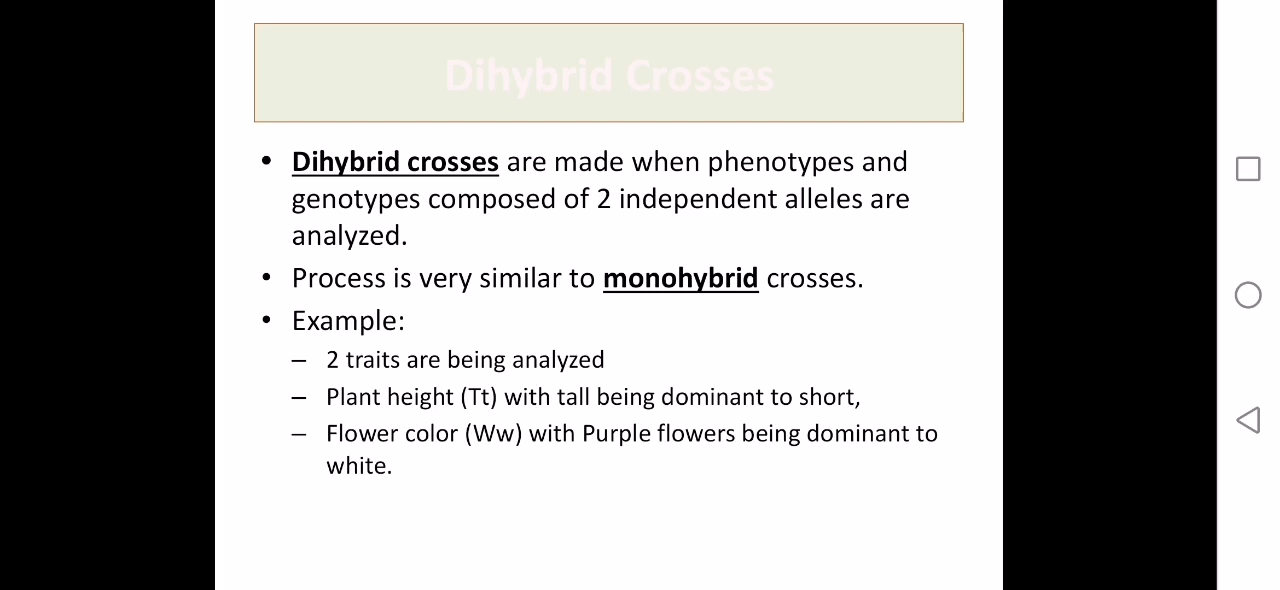 Dihybrid Crosses
• Dihybrid crosses are made when phenotypes and
genotypes composed of 2 independent alleles are
analyzed.
• Process is very similar to monohybrid crosses.
• Example:
– 2 traits are being analyzed
– Plant height (Tt) with tall being dominant to short,
– Flower color (Ww) with Purple flowers being dominant to
white.